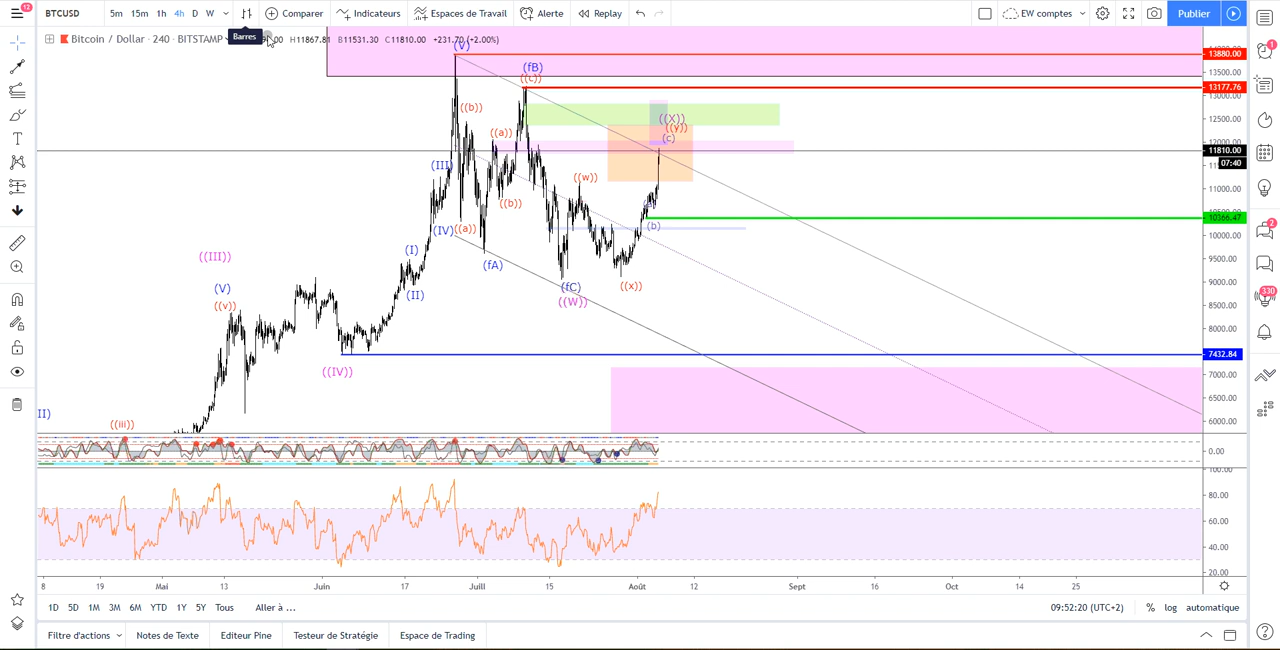 12
BTCUSD
5m 15m 1h 4h D W
Comparer
Indicateurs
Espaces de Travail
Alerte
Replay
EW comptes
Publier
Barres
Bitcoin / Dollar · 240 · BITSTAMP
H11867.81 B11531.30 C11810.00 +231.70 (+2.00%)
(V)
(fB)
((c))
((b))
((a))
((X))
((y))
(c)
(III)
((w))
((b))
(b)
(IV)
((a))
(I)
(fA)
((III))
(II)
(fC)
((x))
(V)
((W))
((v))
((IV))
II)
((iii))
13880.00
13500.00
13177.76
13000.00
12500.00
12000.00
11810.00
07:40
11000.00
10366.47
10000.00
9500.00
9000.00
8500.00
8000.00
7432.84
7000.00
6500.00
6000.00
0.00
100.00
80.00
60.00
40.00
20.00
1
2
330
8 19 Mai 13 Juin 17 Juill 15 Août 12 Sept 16 Oct 14 25
1D 5D 1M 3M 6M YTD 1Y 5Y Tous Aller à ...
09:52:20 (UTC+2) % log automatique
Filtre d'actions Notes de Texte Editeur Pine Testeur de Stratégie Espace de Trading